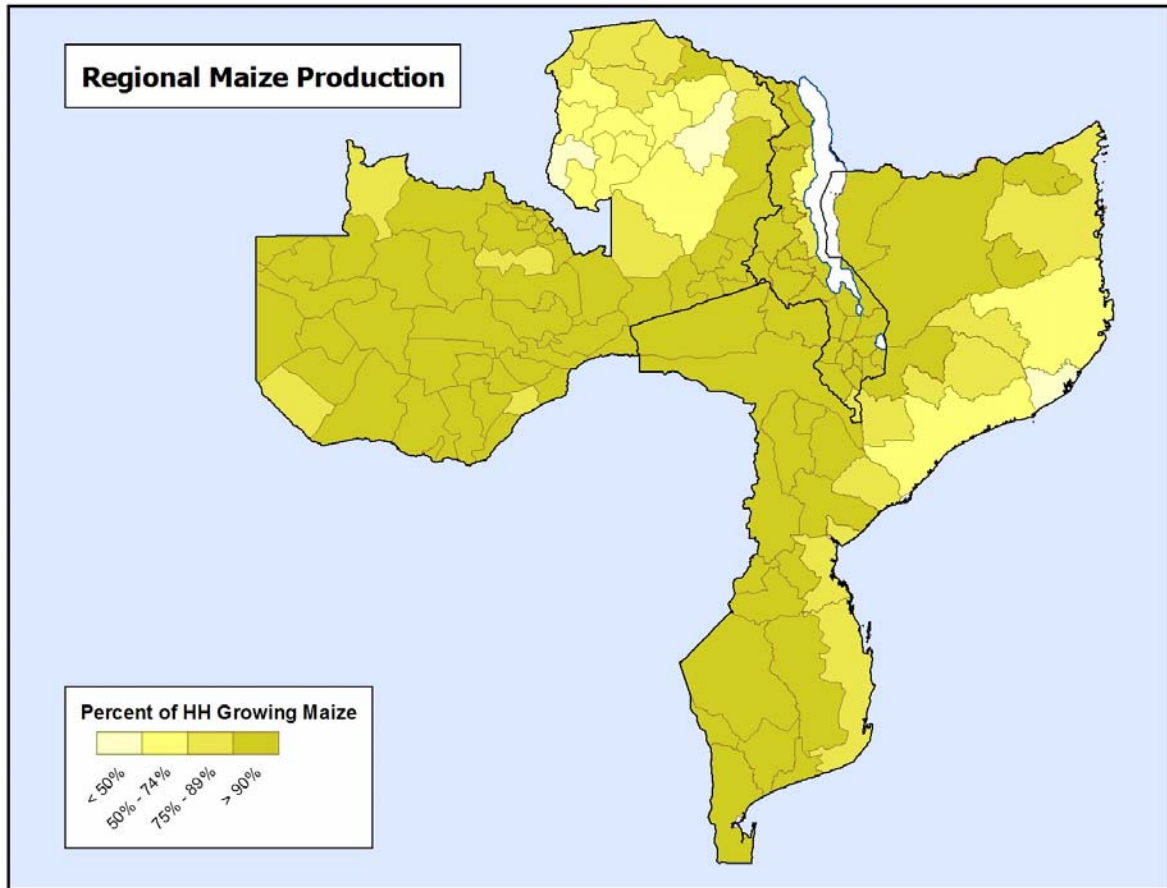 Regional Maize Production
Percent of HH Growing Maize
< 50%
50% - 74%
75% - 89%
> 90%